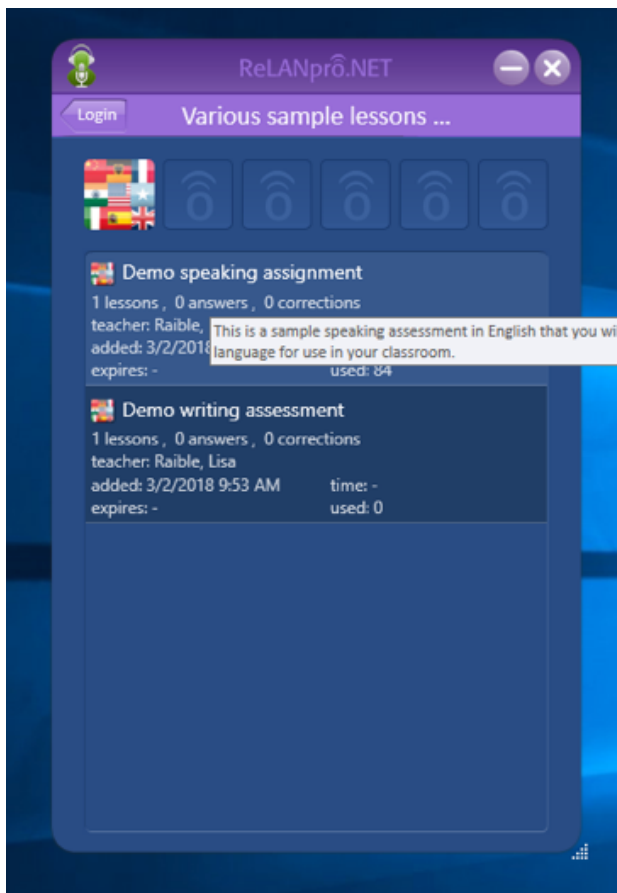 ReLANpro.NET
Login
Various sample lessons ...
Demo speaking assignment
1 lessons , 0 answers , 0 corrections
teacher: Raible,
This is a sample speaking assessment in English that you
added: 3/2/2018
language for use in your classroom.
expires: - used: 84
Demo writing assessment
1 lessons , 0 answers , 0 corrections
teacher: Raible, Lisa
added: 3/2/2018 9:53 AM time: -
expires: - used: 0